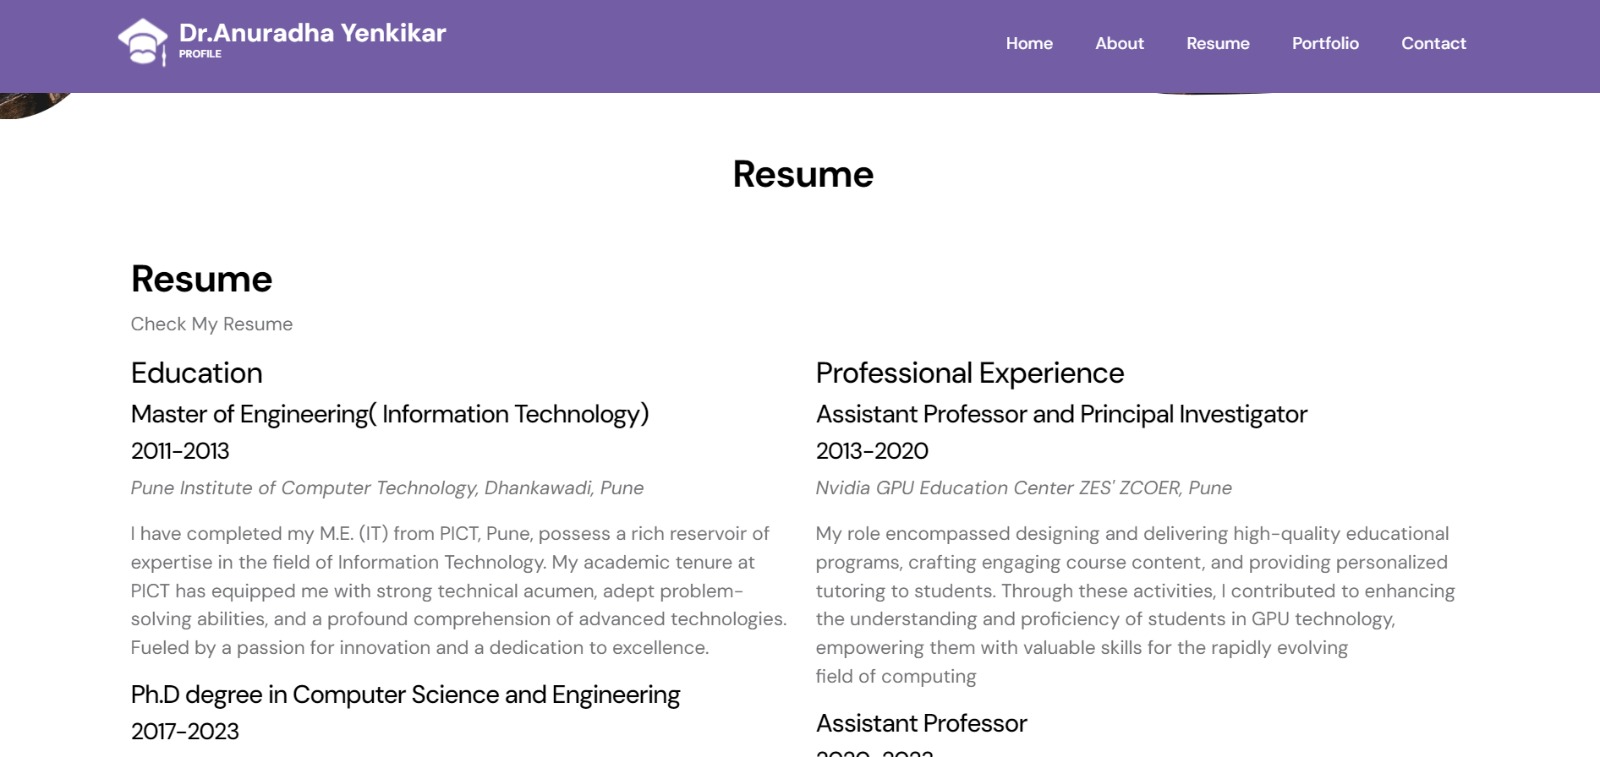 Dr.Anuradha Yenkikar
PROFILE
Home
About
Resume
Portfolio
Contact
Resume
Resume
Check My Resume
Education
Master of Engineering( Information Technology)
2011-2013
Pune Institute of Computer Technology, Dhankawadi, Pune
I have completed my M.E. (IT) from PICT, Pune, possess a rich reservoir of
expertise in the field of Information Technology. My academic tenure at
PICT has equipped me with strong technical acumen, adept problem-
solving abilities, and a profound comprehension of advanced technologies.
Fueled by a passion for innovation and a dedication to excellence.
Ph.D degree in Computer Science and Engineering
2017-2023
Professional Experience
Assistant Professor and Principal Investigator
2013-2020
Nvidia GPU Education Center ZES' ZCOER, Pune
My role encompassed designing and delivering high-quality educational
programs, crafting engaging course content, and providing personalized
tutoring to students. Through these activities, I contributed to enhancing
the understanding and proficiency of students in GPU technology,
empowering them with valuable skills for the rapidly evolving
field of computing
Assistant Professor
2020-2023